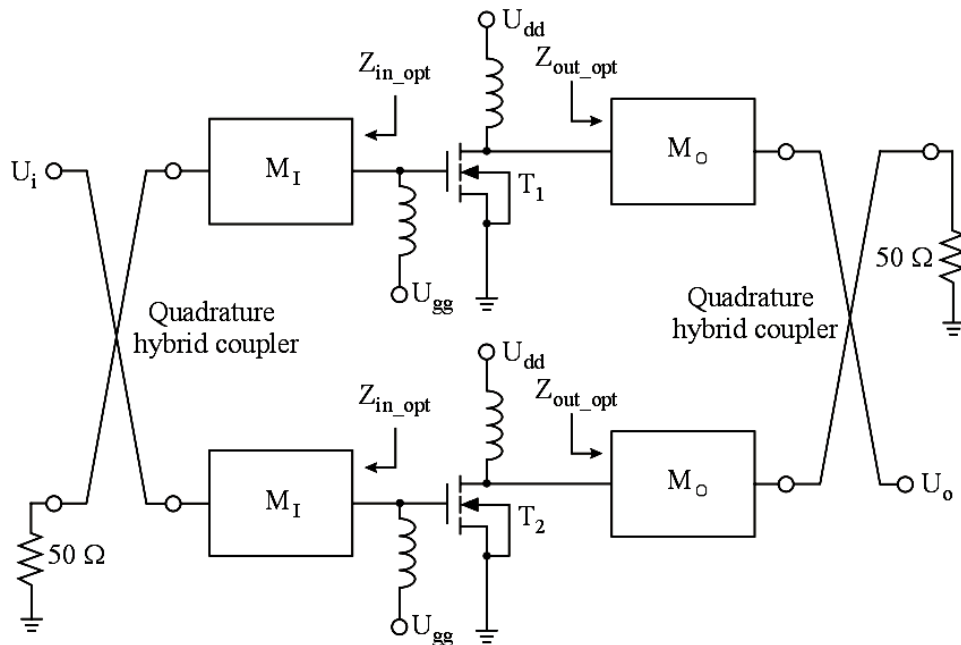 U_dd
Z_in_opt
Z_out_opt
M_I
M_O
U_i
T_1
50 Ω
U_gg
Quadrature
hybrid coupler
Quadrature
hybrid coupler
U_dd
Z_in_opt
Z_out_opt
M_I
M_O
U_o
T_2
50 Ω
U_gg